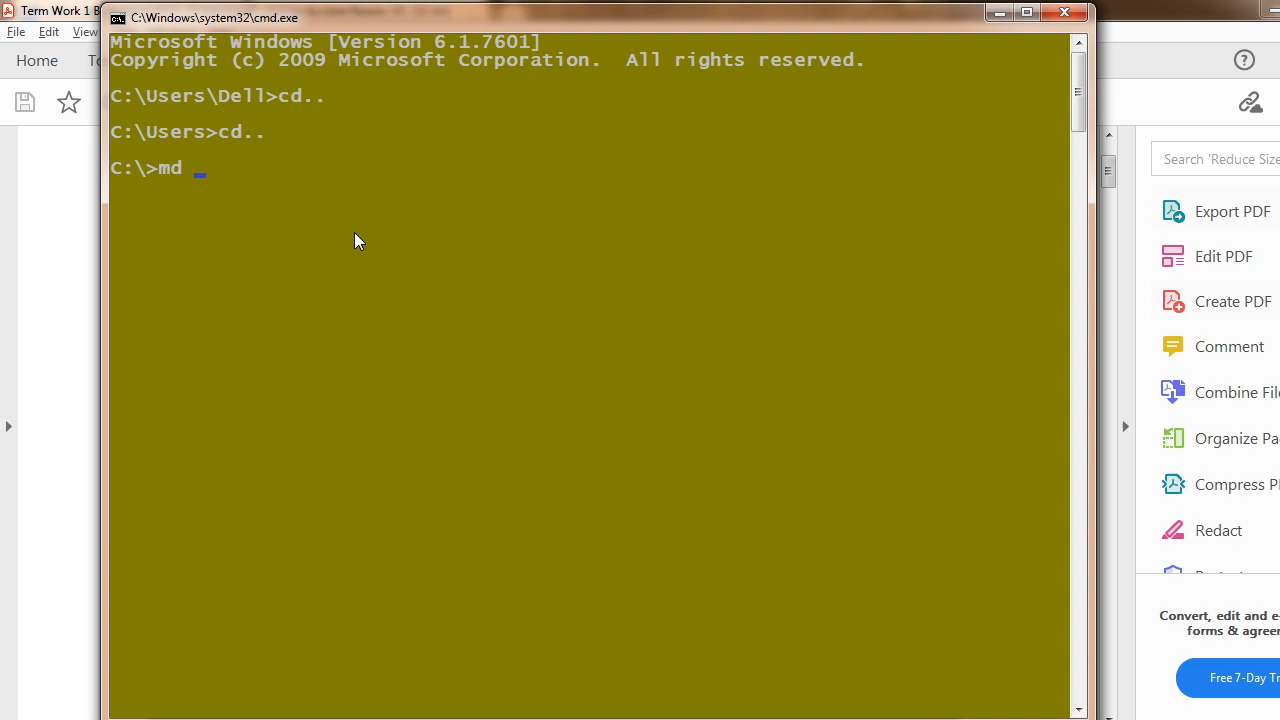 Term Work 1 B
C:\Windows\system32\cmd.exe
File Edit View
Home
Microsoft Windows [Version 6.1.7601]
Copyright (c) 2009 Microsoft Corporation.  All rights reserved.
C:\Users\Dell>cd..
C:\Users>cd..
C:\>md _
Search 'Reduce Size
Export PDF
Edit PDF
Create PDF
Comment
Combine File
Organize Pa
Compress P
Redact
Convert, edit and e-
forms & agreem
Free 7-Day Tr